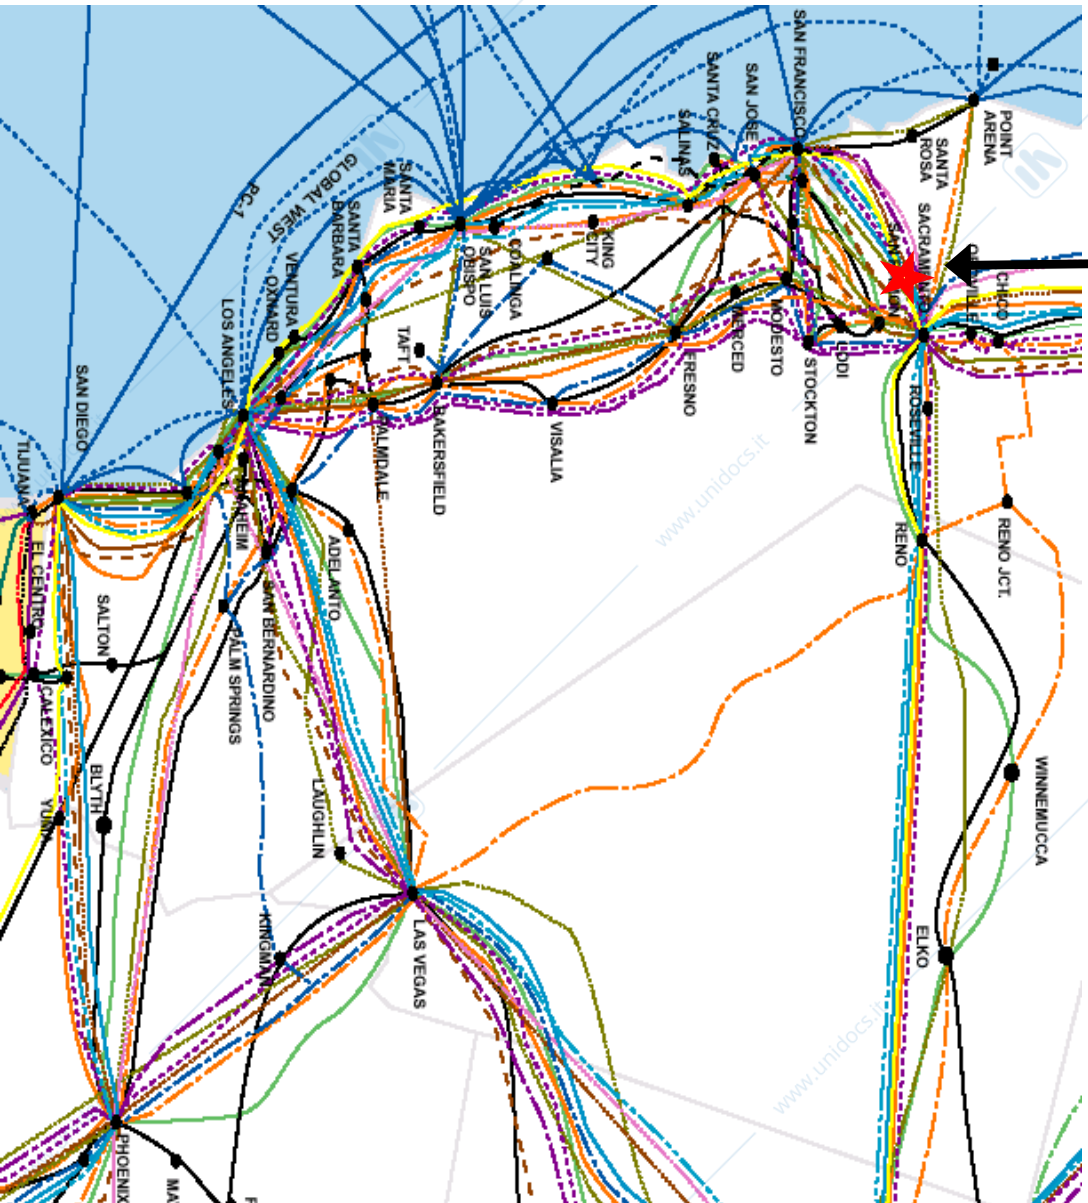 POINT
ARENA
SANTA
ROSA
SAN FRANCISCO
SAN JOSE
SANTA CRUZ
SALINAS
CHICO
LODI
STOCKTON
MODESTO
MERCED
FRESNO
KING
CITY
COALINGA
SAN LUIS
OBISPO
SANTA
MARIA
SANTA
BARBARA
GLOBAL WEST
PC-1
VENTURA
OXNARD
LOS ANGELES
TAFT
BAKERSFIELD
VISALIA
PALMDALE
ROSEVILLE
RENO
RENO JCT.
WINNEMUCCA
ELKO
ANAHEIM
ADELANTO
SAN BERNARDINO
PALM SPRINGS
SAN DIEGO
TIJUANA
EL CENTRO
SALTON
CALEXICO
BLYTH
YUMA
LAUGHLIN
LAS VEGAS
KINGMAN
PHOENIX
www.unidocs.it
www.unidocs.it